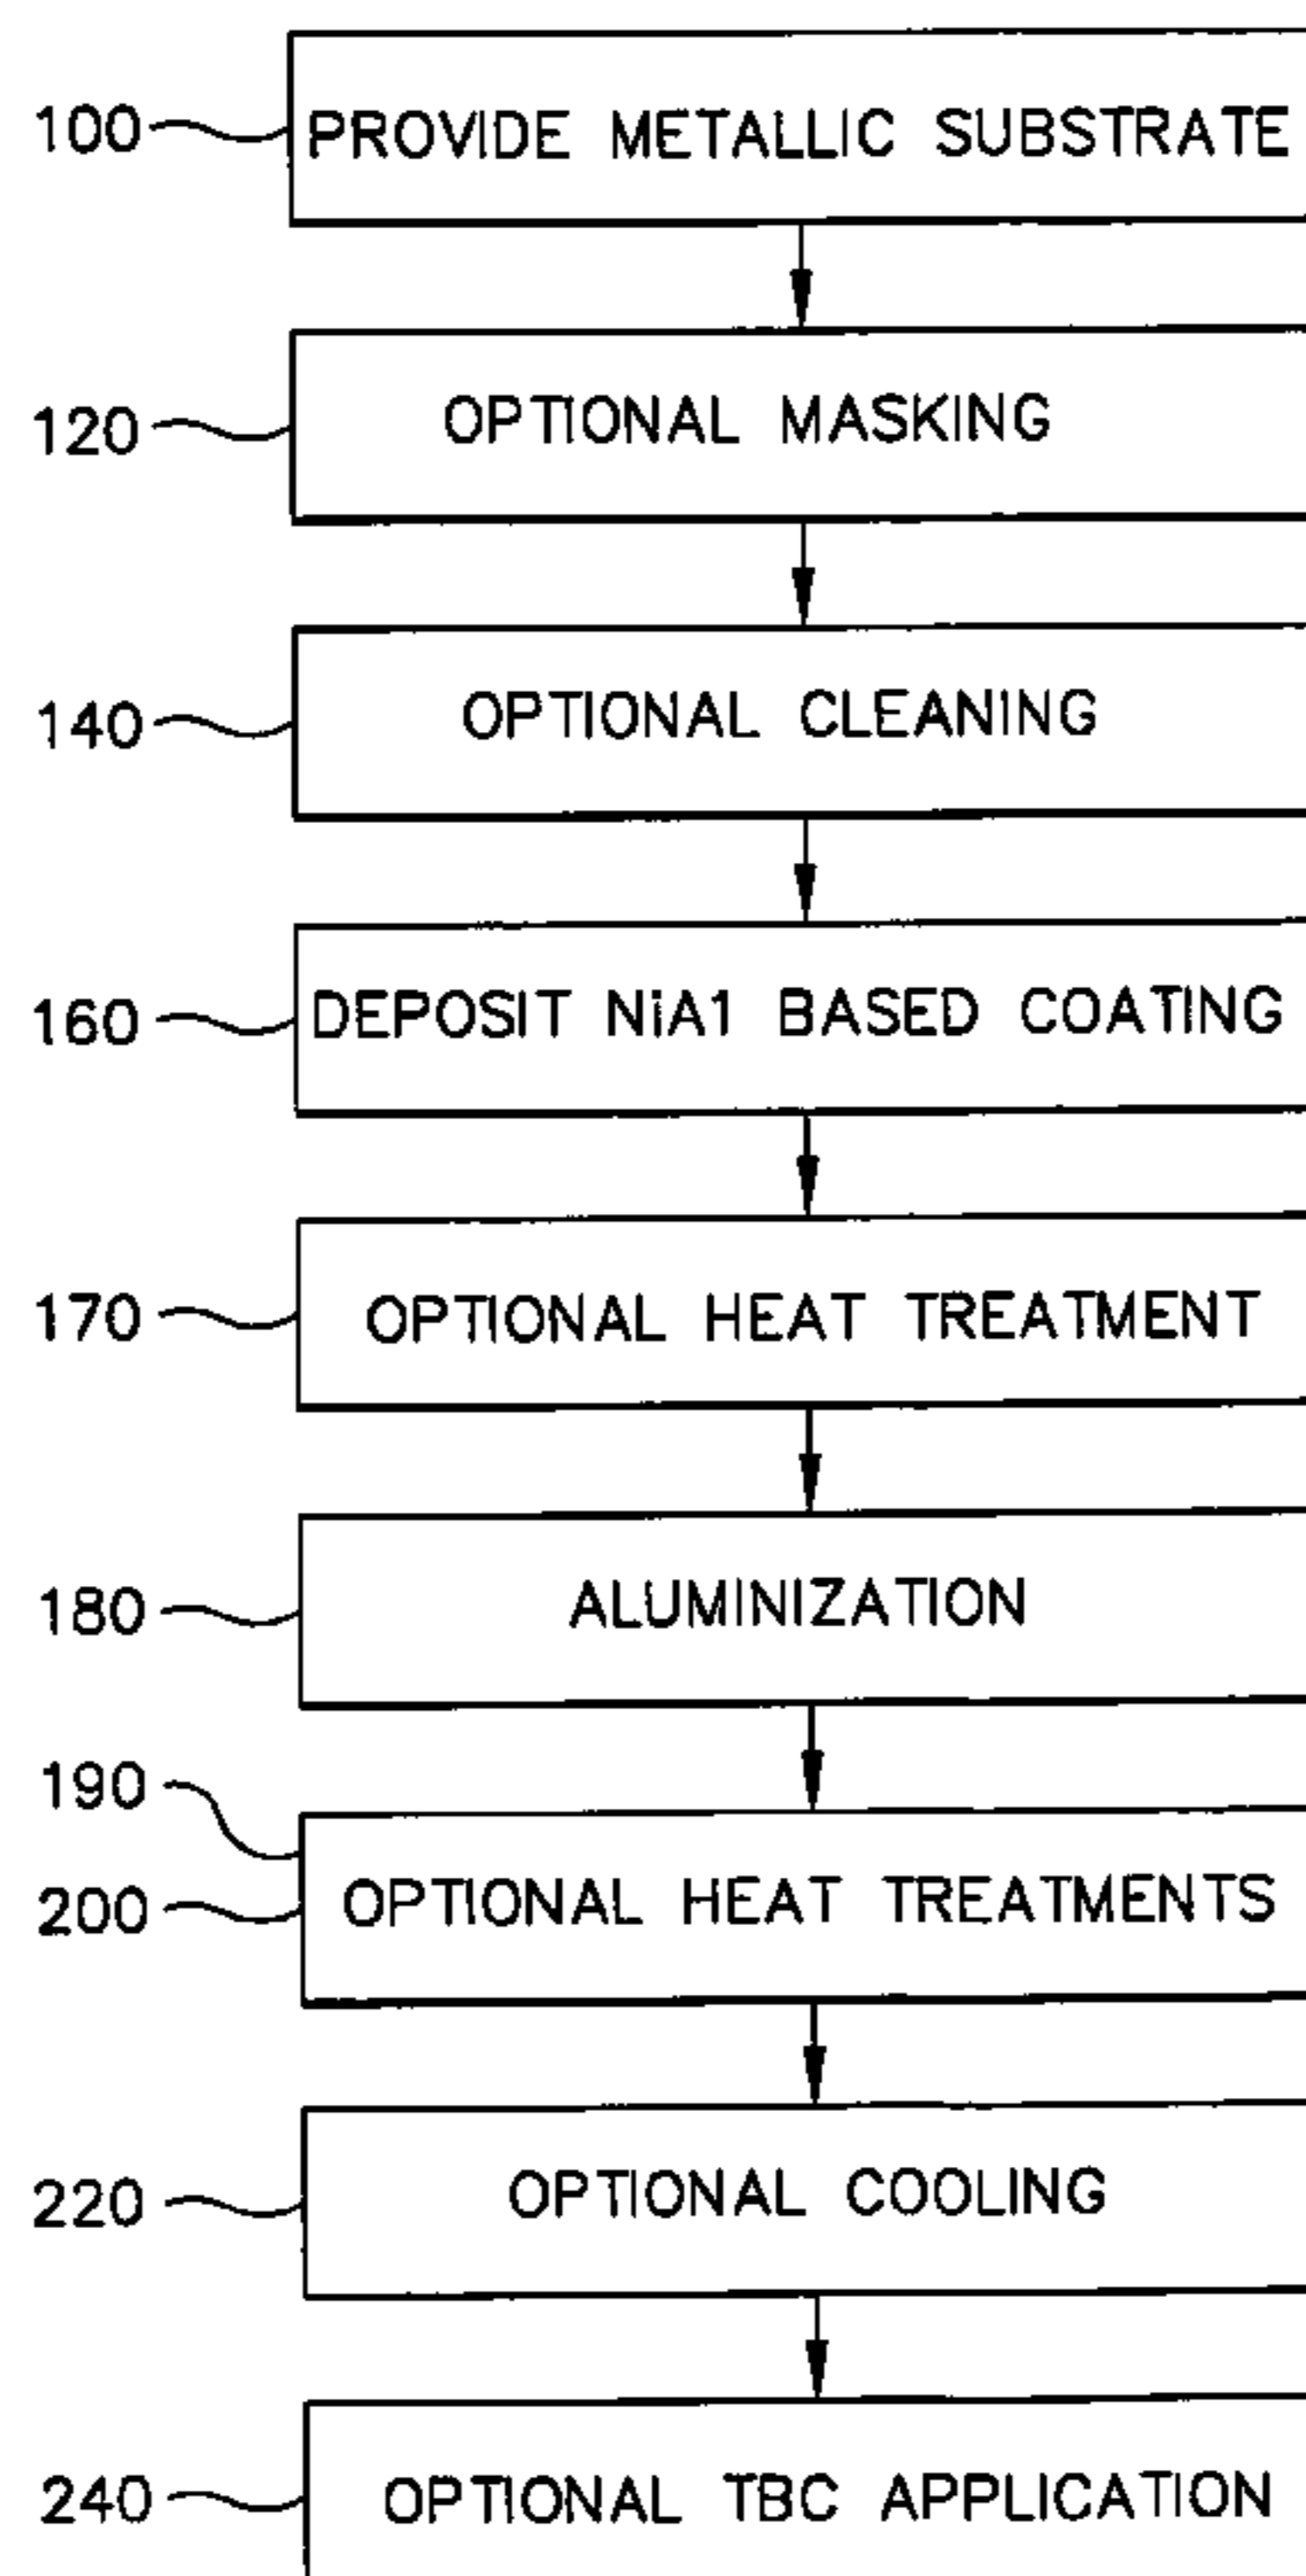 100 PROVIDE METALLIC SUBSTRATE
120 OPTIONAL MASKING
140 OPTIONAL CLEANING
160 DEPOSIT NiA1 BASED COATING
170 OPTIONAL HEAT TREATMENT
180 ALUMINIZATION
190
200 OPTIONAL HEAT TREATMENTS
220 OPTIONAL COOLING
240 OPTIONAL TBC APPLICATION